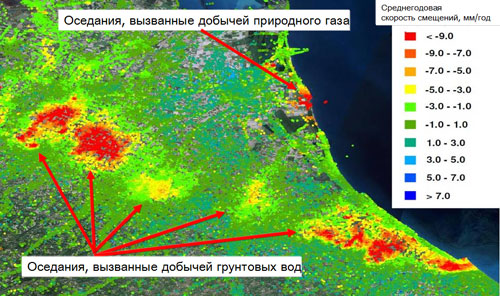 Оседания, вызванные добычей природного газа
Среднегодовая
скорость смещений, мм/год
< -9.0
-9.0 - -7.0
-7.0 - -5.0
-5.0 - -3.0
-3.0 - -1.0
-1.0 - 1.0
1.0 - 3.0
3.0 - 5.0
5.0 - 7.0
> 7.0
Оседания, вызванные добычей грунтовых вод